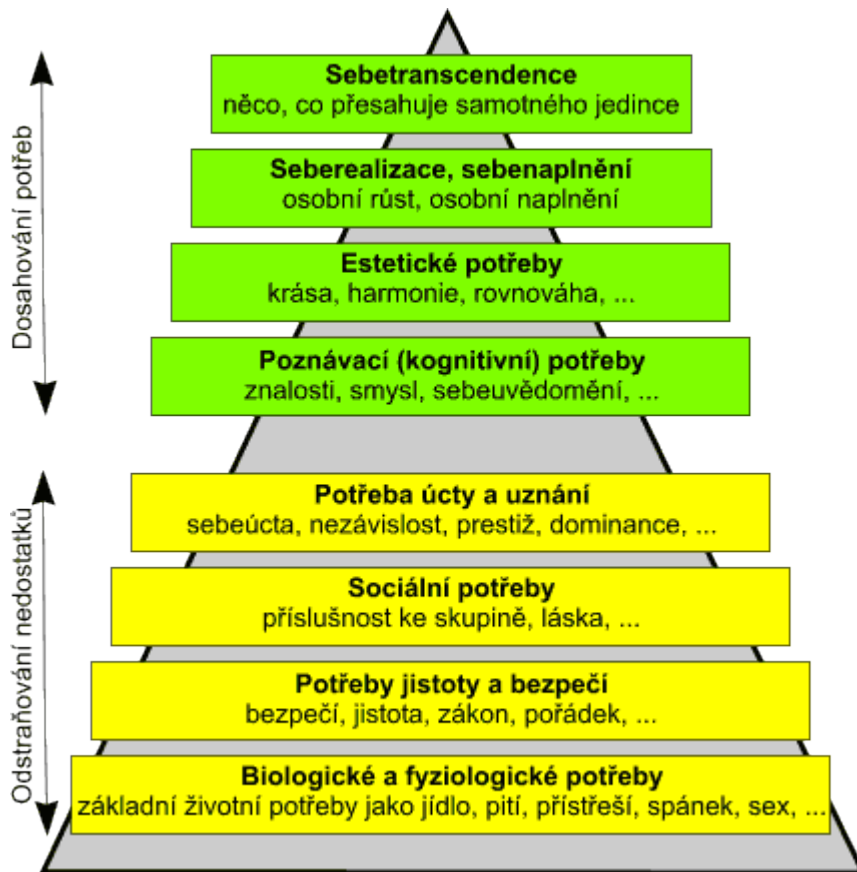 Sebetranscendence
něco, co přesahuje samotného jedince
Seberealizace, sebenaplnění
osobní růst, osobní naplnění
Estetické potřeby
krása, harmonie, rovnováha, ...
Poznávací (kognitivní) potřeby
znalosti, smysl, sebeuvědomění, ...
Dosahování potřeb
Potřeba úcty a uznání
sebeúcta, nezávislost, prestiž, dominance, ...
Sociální potřeby
příslušnost ke skupině, láska, ...
Potřeby jistoty a bezpečí
bezpečí, jistota, zákon, pořádek, ...
Biologické a fyziologické potřeby
základní životní potřeby jako jídlo, pití, přístřeší, spánek, sex, ...
Odstraňování nedostatků